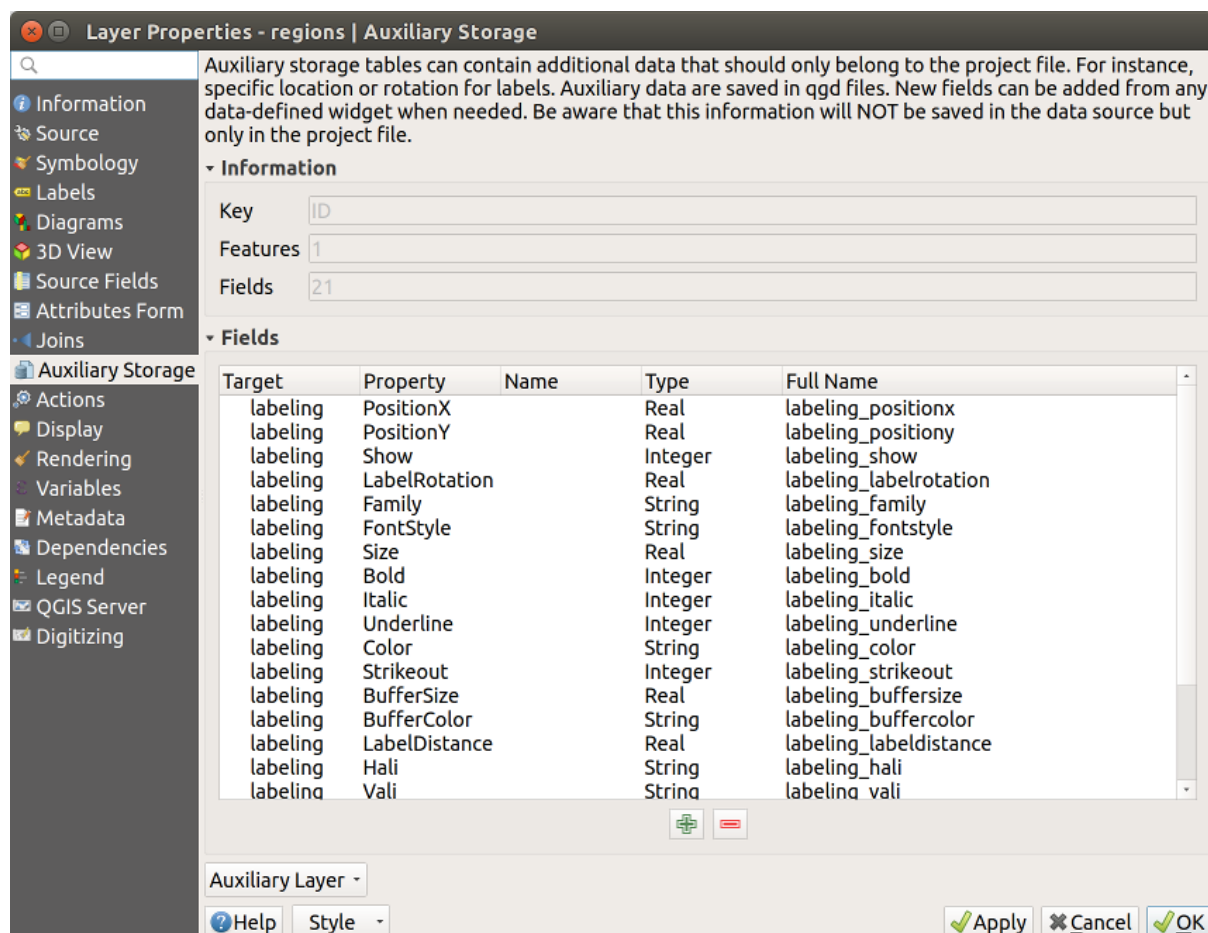 Layer Properties - regions | Auxiliary Storage
Information
Source
Symbology
Labels
Diagrams
3D View
Source Fields
Attributes Form
Joins
Auxiliary Storage
Actions
Display
Rendering
Variables
Metadata
Dependencies
Legend
QGIS Server
Digitizing
Auxiliary storage tables can contain additional data that should only belong to the project file. For instance,
specific location or rotation for labels. Auxiliary data are saved in qgd files. New fields can be added from any
data-defined widget when needed. Be aware that this information will NOT be saved in the data source but
only in the project file.
Information
Key ID
Features 1
Fields 21
Fields
Target Property Name Type Full Name
labeling PositionX Real labeling_positionx
labeling PositionY Real labeling_positiony
labeling Show Integer labeling_show
labeling LabelRotation Real labeling_labelrotation
labeling Family String labeling_family
labeling FontStyle String labeling_fontstyle
labeling Size Real labeling_size
labeling Bold Integer labeling_bold
labeling Italic Integer labeling_italic
labeling Underline Integer labeling_underline
labeling Color String labeling_color
labeling Strikeout Integer labeling_strikeout
labeling BufferSize Real labeling_buffersize
labeling BufferColor String labeling_buffercolor
labeling LabelDistance Real labeling_labeldistance
labeling Hali String labeling_hali
labeling Vali String labeling_vali
Auxiliary Layer
Help Style Apply Cancel OK